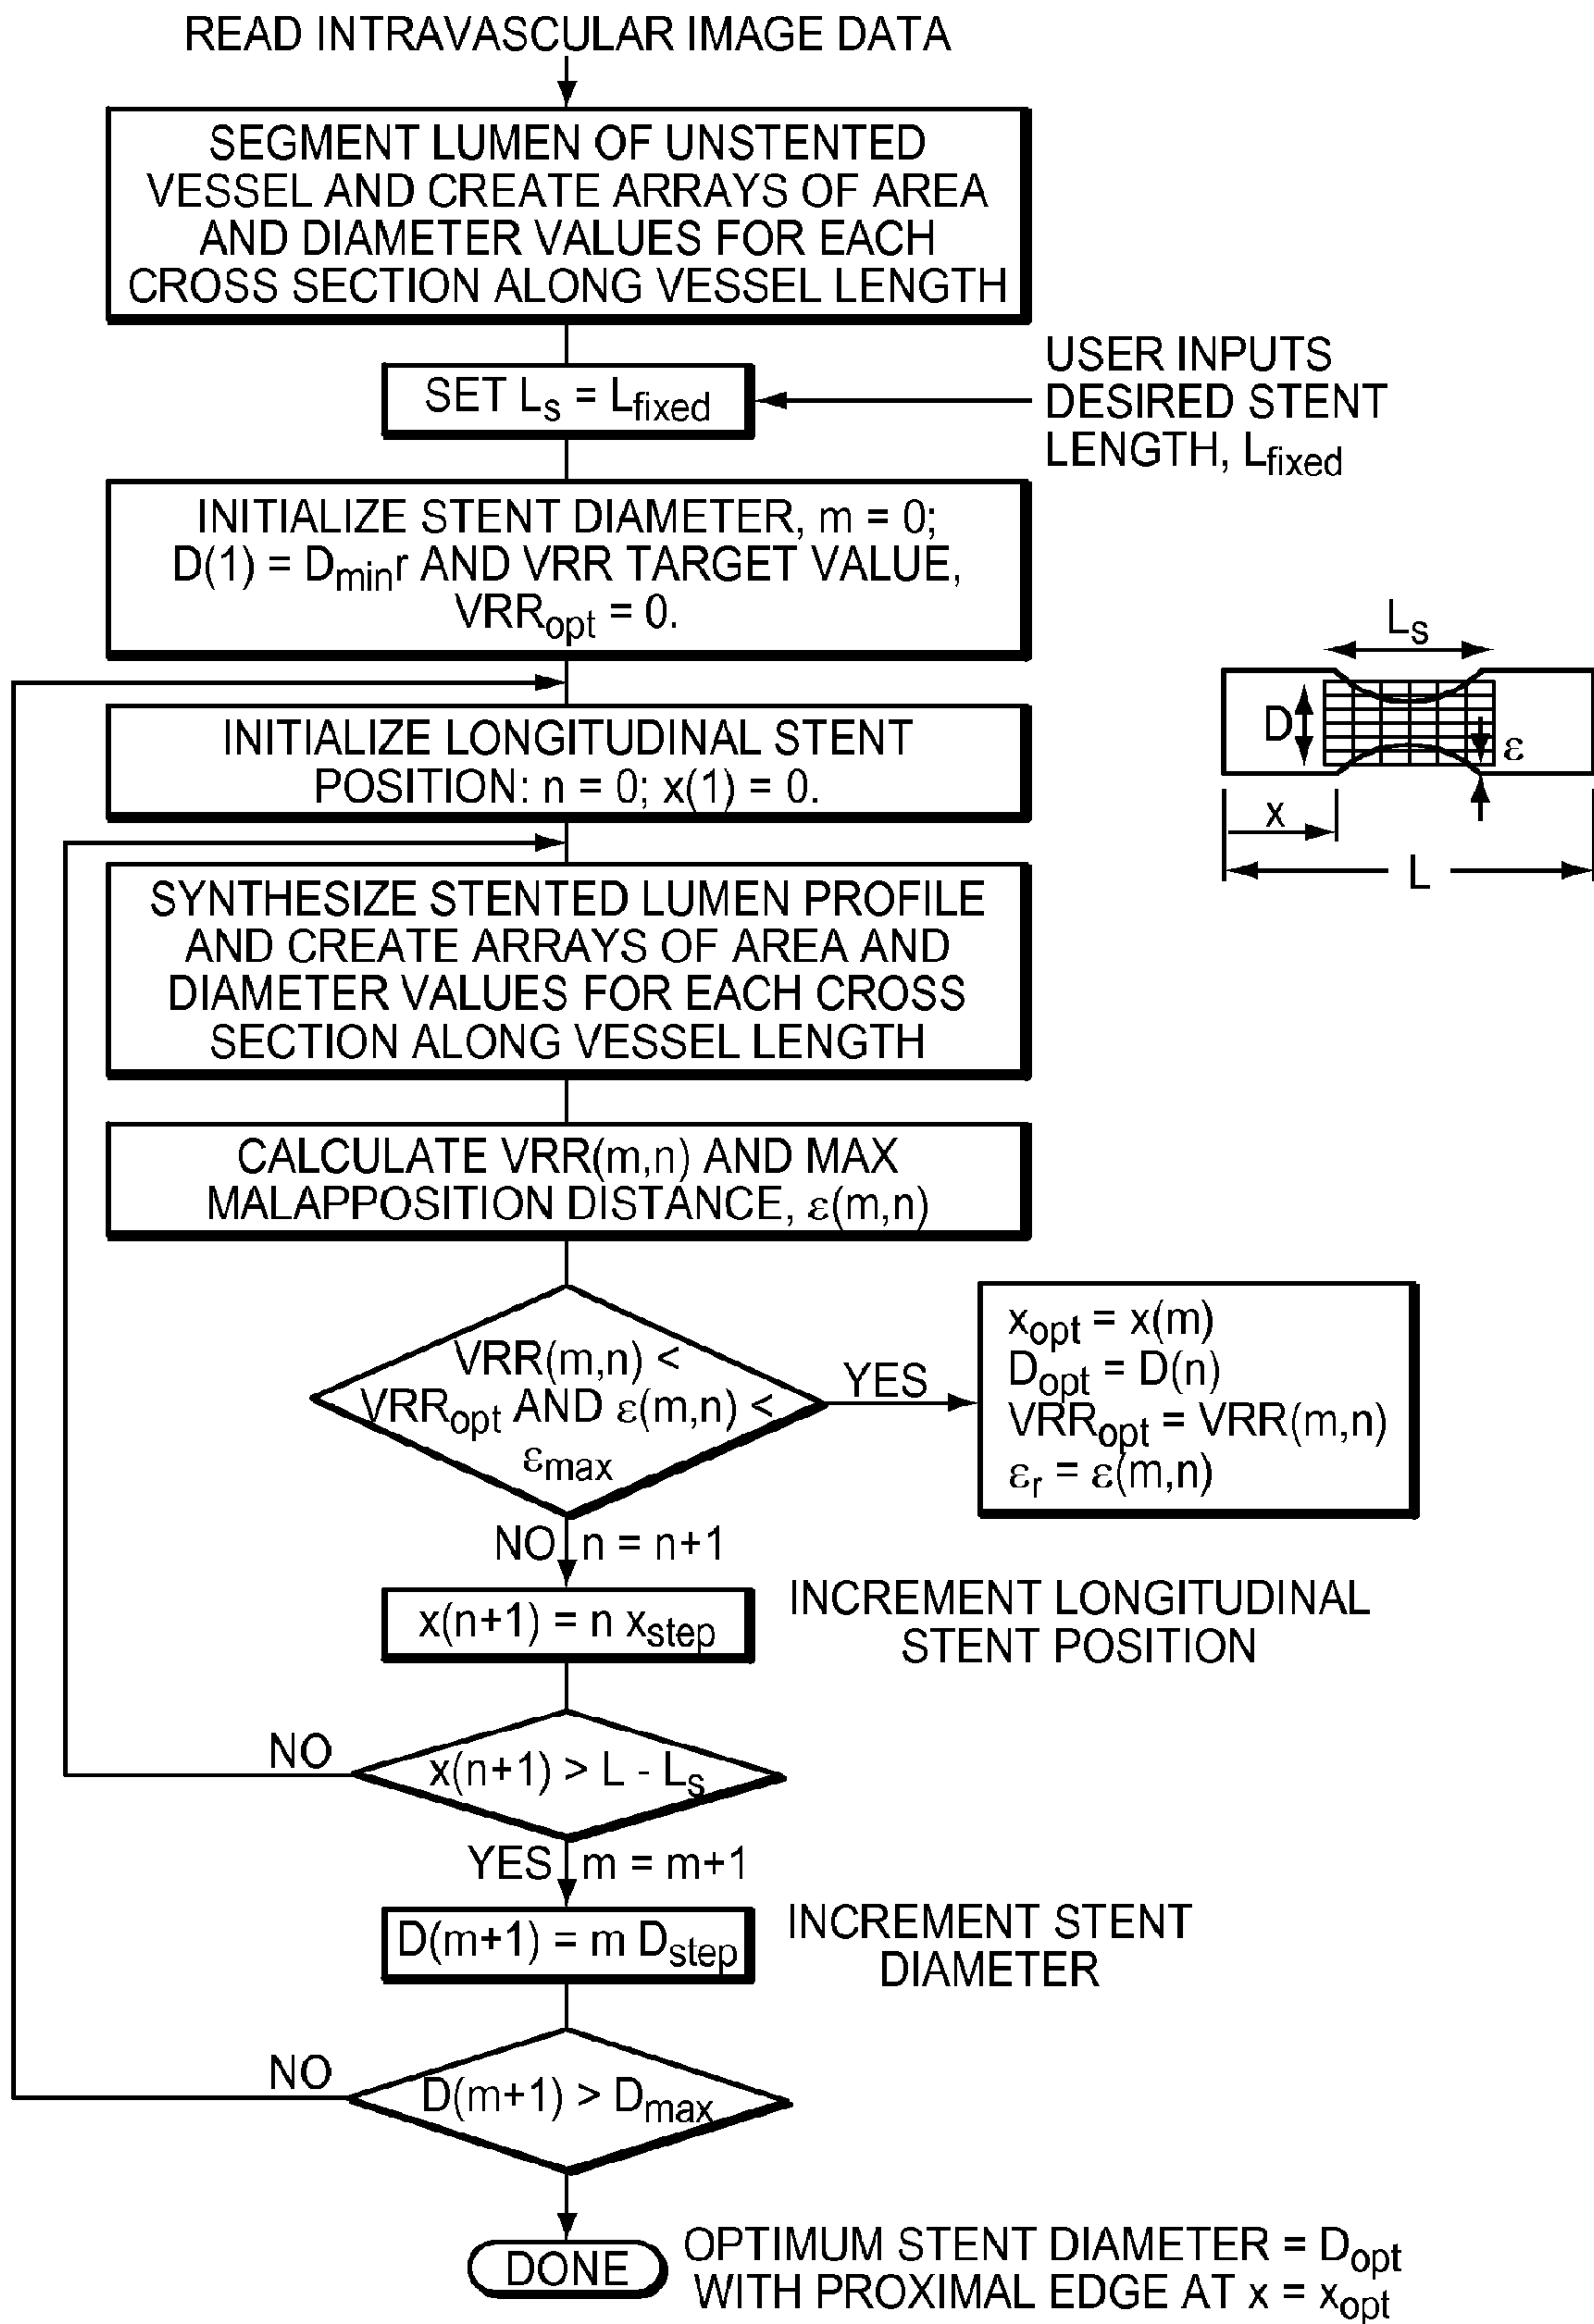 READ INTRAVASCULAR IMAGE DATA
SEGMENT LUMEN OF UNSTENTED
VESSEL AND CREATE ARRAYS OF AREA
AND DIAMETER VALUES FOR EACH
CROSS SECTION ALONG VESSEL LENGTH
SET Ls = Lfixed
USER INPUTS
DESIRED STENT
LENGTH, Lfixed
INITIALIZE STENT DIAMETER, m = 0;
D(1) = Dminr AND VRR TARGET VALUE,
VRRopt = 0.
INITIALIZE LONGITUDINAL STENT
POSITION: n = 0; x(1) = 0.
Ls
D
ε
x
L
SYNTHESIZE STENTED LUMEN PROFILE
AND CREATE ARRAYS OF AREA AND
DIAMETER VALUES FOR EACH CROSS
SECTION ALONG VESSEL LENGTH
CALCULATE VRR(m,n) AND MAX
MALAPPOSITION DISTANCE, ε(m,n)
VRR(m,n) <
VRRopt AND ε(m,n) <
εmax
YES
xopt = x(m)
Dopt = D(n)
VRRopt = VRR(m,n)
εr = ε(m,n)
NO n = n+1
x(n+1) = n xstep
INCREMENT LONGITUDINAL
STENT POSITION
NO
x(n+1) > L - Ls
YES m = m+1
D(m+1) = m Dstep
INCREMENT STENT
DIAMETER
NO
D(m+1) > Dmax
DONE
OPTIMUM STENT DIAMETER = Dopt
WITH PROXIMAL EDGE AT x = xopt